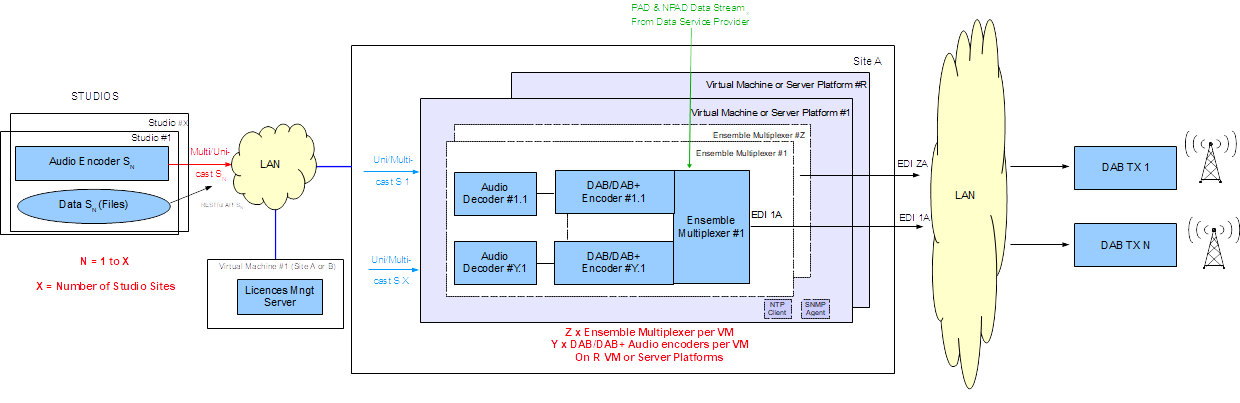 PAD & NPAD Data Stream
From Data Service Provider
Site A
Virtual Machine or Server Platform #R
Virtual Machine or Server Platform #1
Ensemble Multiplexer #Z
Ensemble Multiplexer #1
STUDIOS
Studio #X
Studio #1
Audio Encoder SN
Data SN (Files)
Multi/Uni-
cast SN
LAN
N = 1 to X
X = Number of Studio Sites
Virtual Machine #1 (Site A or B)
Licences Mngt
Server
Uni/Multi-
cast S 1
Uni/Multi-
cast S X
Audio
Decoder #1.1
DAB/DAB+
Encoder #1.1
Audio
Decoder #Y.1
DAB/DAB+
Encoder #Y.1
Ensemble
Multiplexer #1
EDI 1A
NTP
Client
SNMP
Agent
Z x Ensemble Multiplexer per VM
Y x DAB/DAB+ Audio encoders per VM
On R VM or Server Platforms
EDI ZA
EDI 1A
LAN
DAB TX 1
DAB TX N